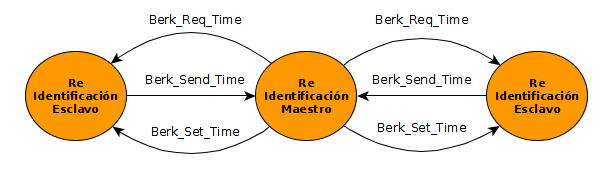 Berk_Req_Time
Berk_Req_Time
Re
Identificación
Esclavo
Berk_Send_Time
Re
Identificación
Maestro
Berk_Send_Time
Re
Identificación
Esclavo
Berk_Set_Time
Berk_Set_Time